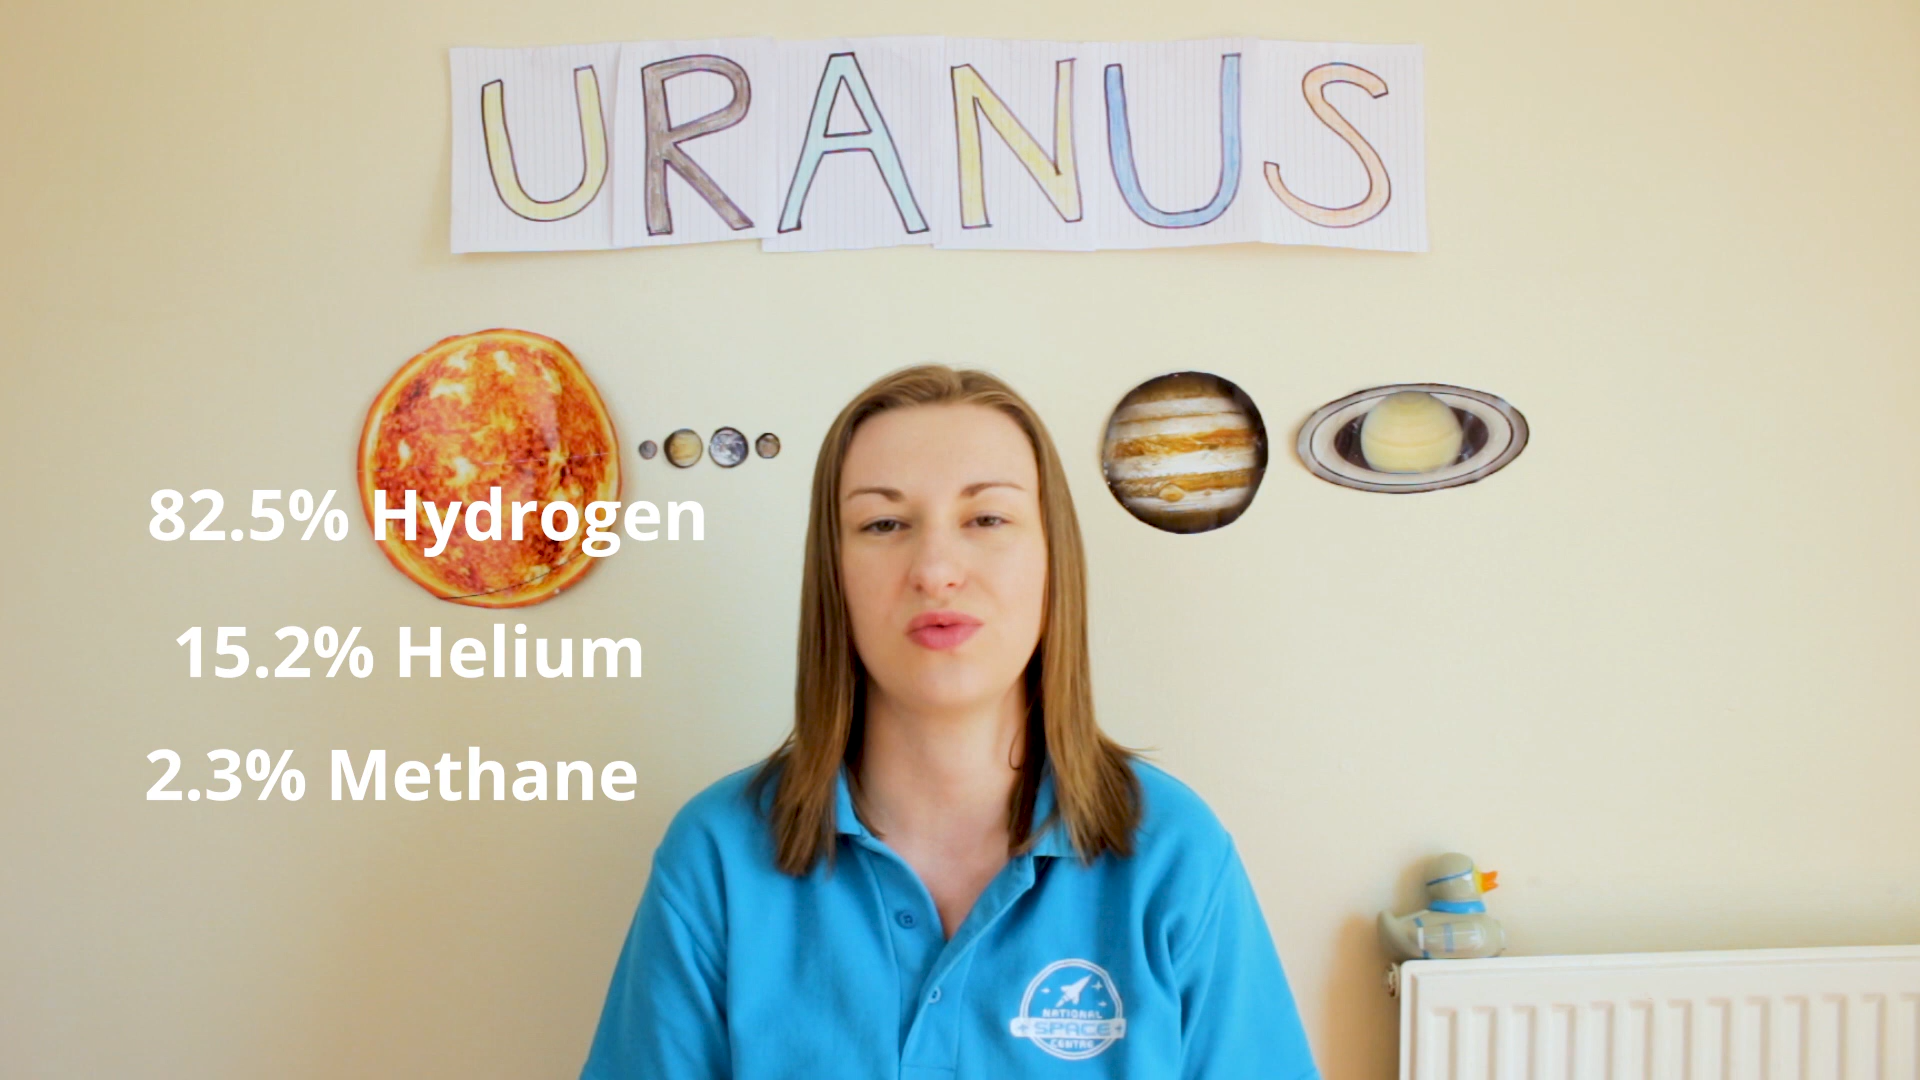 URANUS
82.5% Hydrogen
15.2% Helium
2.3% Methane
NATIONAL
SPACE
CENTRE